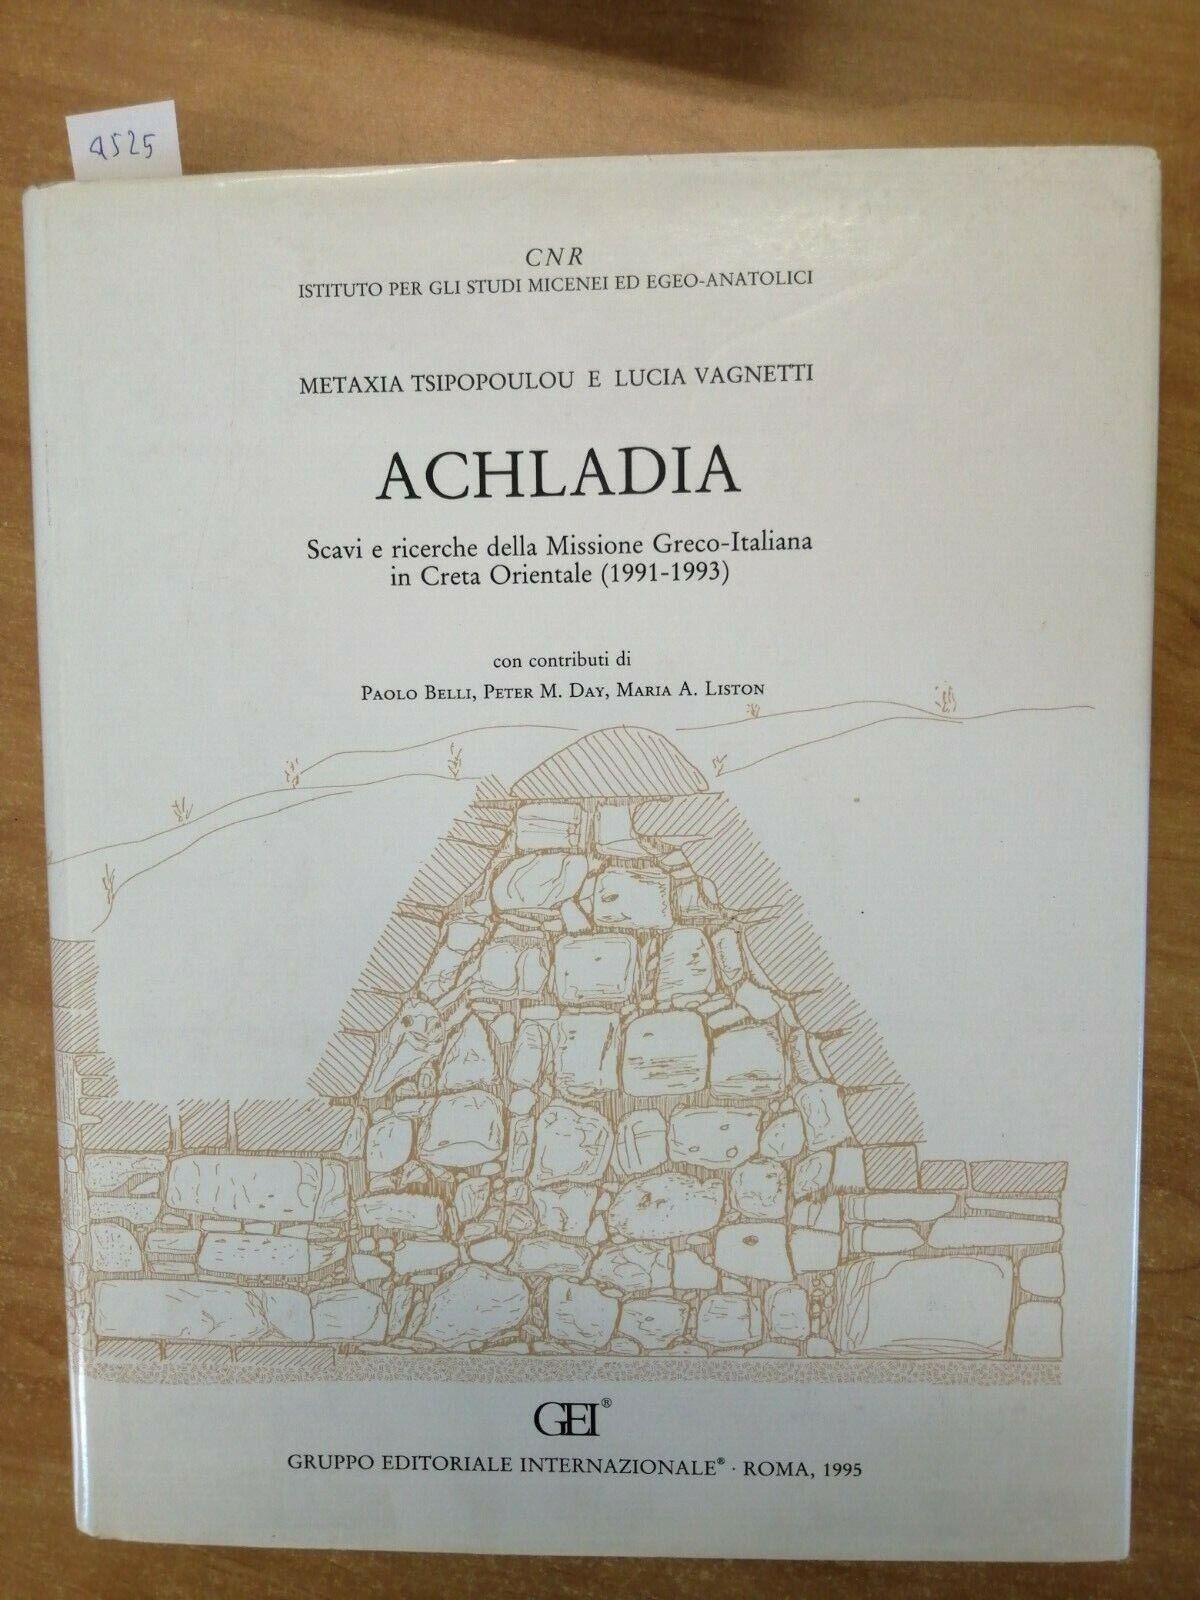 Q525
CNR
ISTITUTO PER GLI STUDI MICENEI ED EGEO-ANATOLICI
METAXIA TSIPOPOULOU E LUCIA VAGNETTI
ACHLADIA
Scavi e ricerche della Missione Greco-Italiana
in Creta Orientale (1991-1993)
con contributi di
PAOLO BELLI, PETER M. DAY, MARIA A. LISTON
GEI®
GRUPPO EDITORIALE INTERNAZIONALE® · ROMA, 1995